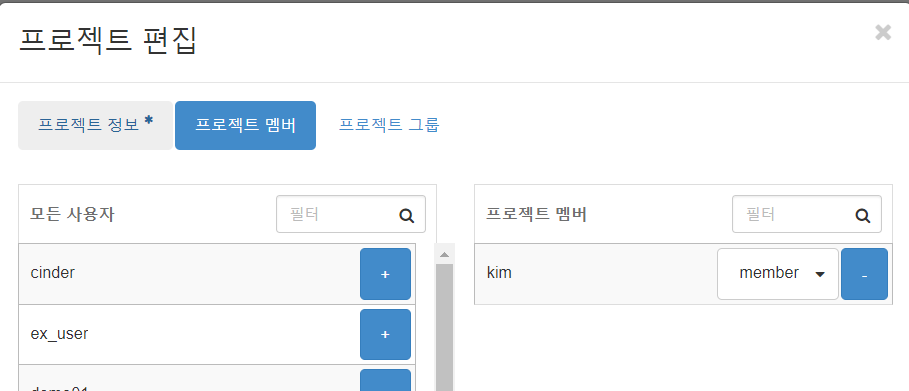 프로젝트 편집
×
프로젝트 정보 *
프로젝트 멤버
프로젝트 그룹
모든 사용자
필터
cinder
+
ex_user
+
프로젝트 멤버
필터
kim
member
-